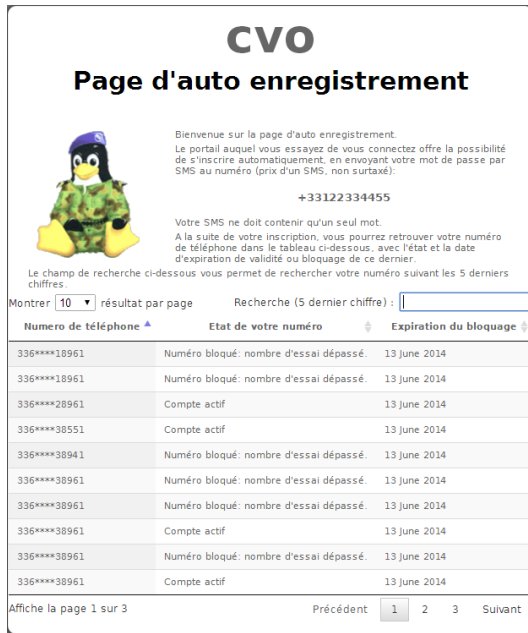 cvo
Page d'auto enregistrement
Bienvenue sur la page d'auto enregistrement.
Le portail auquel vous essayez de vous connectez offre la possibilité
de s'inscrire automatiquement, en envoyant votre mot de passe par
SMS au numéro (prix d'un SMS, non surtaxé):
+33122334455
Votre SMS ne doit contenir qu'un seul mot.
A la suite de votre inscription, vous pourrez retrouver votre numéro
de téléphone dans le tableau ci-dessous, avec l'état et la date
d'expiration de validité ou bloquage de ce dernier.
Le champ de recherche ci-dessous vous permet de rechercher votre numéro suivant les 5 derniers
chiffres.
Montrer 10 résultat par page Recherche (5 dernier chiffre) :
Numero de téléphone Etat de votre numéro Expiration du bloquage
336****18961 Numéro bloqué: nombre d'essai dépassé. 13 June 2014
336****18961 Numéro bloqué: nombre d'essai dépassé. 13 June 2014
336****28961 Compte actif 13 June 2014
336****38551 Compte actif 13 June 2014
336****38941 Numéro bloqué: nombre d'essai dépassé. 13 June 2014
336****38961 Numéro bloqué: nombre d'essai dépassé. 13 June 2014
336****38961 Numéro bloqué: nombre d'essai dépassé. 13 June 2014
336****38961 Compte actif 13 June 2014
336****38961 Numéro bloqué: nombre d'essai dépassé. 13 June 2014
336****38961 Compte actif 13 June 2014
Affiche la page 1 sur 3 Précédent 1 2 3 Suivant